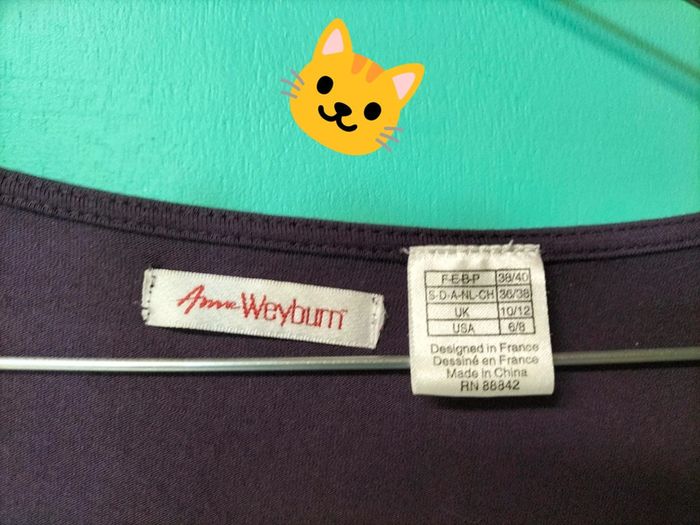 Anne Weyburn
F-E-B-P 38/40
S-D-A-NL-CH 36/38
UK 10/12
USA 6/8
Designed in France
Dessiné en France
Made in China
RN 88842